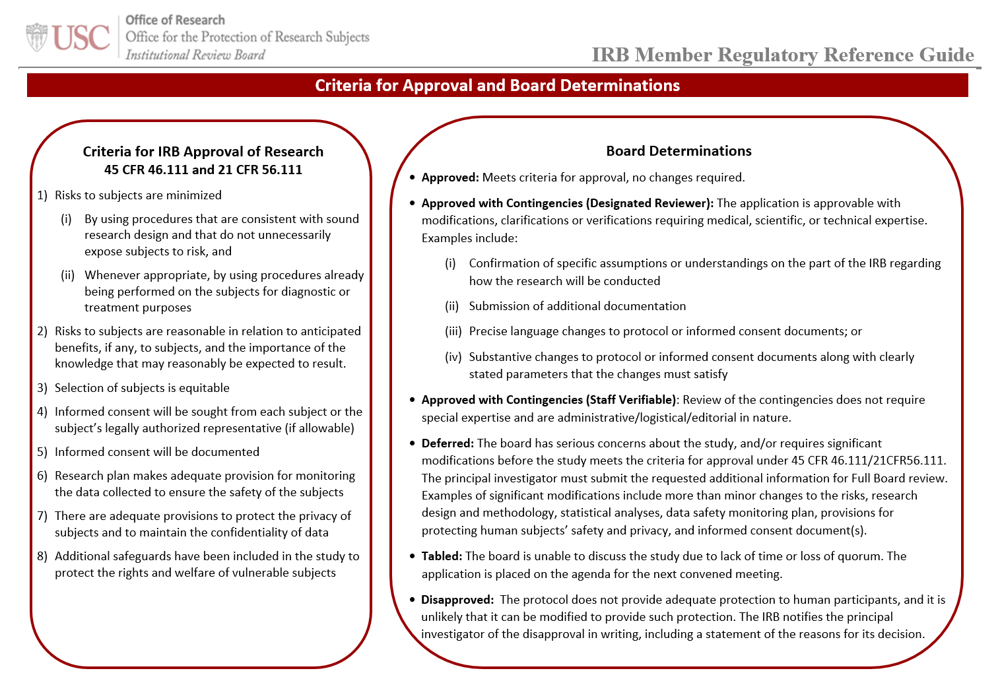 Office of Research
USC
Office for the Protection of Research Subjects
Institutional Review Board
IRB Member Regulatory Reference Guide
Criteria for Approval and Board Determinations
Criteria for IRB Approval of Research
45 CFR 46.111 and 21 CFR 56.111
1) Risks to subjects are minimized
(i) By using procedures that are consistent with sound
research design and that do not unnecessarily
expose subjects to risk, and
(ii) Whenever appropriate, by using procedures already
being performed on the subjects for diagnostic or
treatment purposes
2) Risks to subjects are reasonable in relation to anticipated
benefits, if any, to subjects, and the importance of the
knowledge that may reasonably be expected to result.
3) Selection of subjects is equitable
4) Informed consent will be sought from each subject or the
subject’s legally authorized representative (if allowable)
5) Informed consent will be documented
6) Research plan makes adequate provision for monitoring
the data collected to ensure the safety of the subjects
7) There are adequate provisions to protect the privacy of
subjects and to maintain the confidentiality of data
8) Additional safeguards have been included in the study to
protect the rights and welfare of vulnerable subjects
Board Determinations
• Approved: Meets criteria for approval, no changes required.
• Approved with Contingencies (Designated Reviewer): The application is approvable with
modifications, clarifications or verifications requiring medical, scientific, or technical expertise.
Examples include:
(i) Confirmation of specific assumptions or understandings on the part of the IRB regarding
how the research will be conducted
(ii) Submission of additional documentation
(iii) Precise language changes to protocol or informed consent documents; or
(iv) Substantive changes to protocol or informed consent documents along with clearly
stated parameters that the changes must satisfy
• Approved with Contingencies (Staff Verifiable): Review of the contingencies does not require
special expertise and are administrative/logistical/editorial in nature.
• Deferred: The board has serious concerns about the study, and/or requires significant
modifications before the study meets the criteria for approval under 45 CFR 46.111/21CFR56.111.
The principal investigator must submit the requested additional information for Full Board review.
Examples of significant modifications include more than minor changes to the risks, research
design and methodology, statistical analyses, data safety monitoring plan, provisions for
protecting human subjects’ safety and privacy, and informed consent document(s).
• Tabled: The board is unable to discuss the study due to lack of time or loss of quorum. The
application is placed on the agenda for the next convened meeting.
• Disapproved: The protocol does not provide adequate protection to human participants, and it is
unlikely that it can be modified to provide such protection. The IRB notifies the principal
investigator of the disapproval in writing, including a statement of the reasons for its decision.